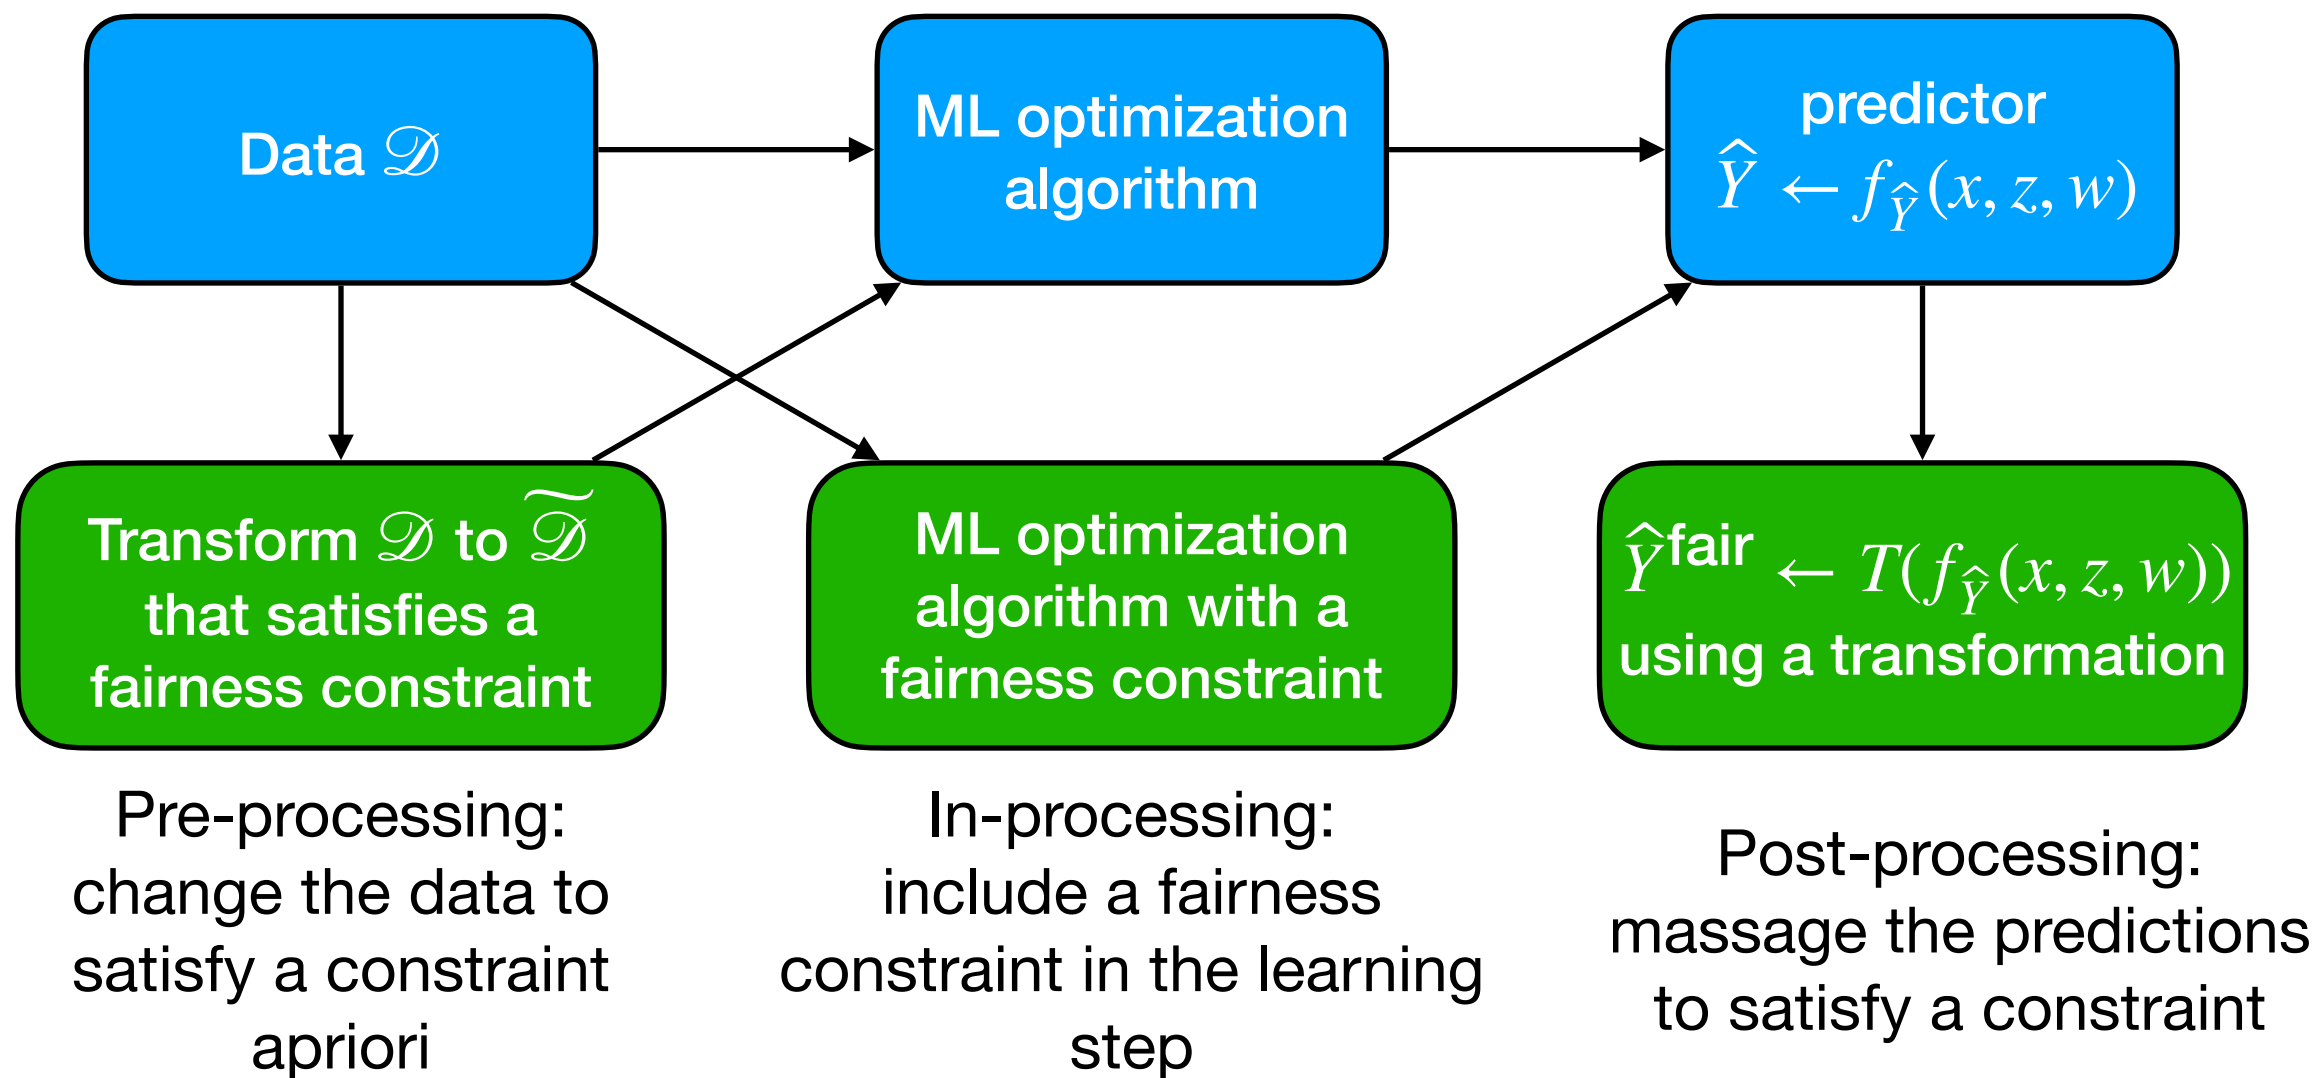 Data 𝒟
ML optimization
algorithm
predictor
Ŷ ← f_Ŷ(x, z, w)
Transform 𝒟 to 𝒟̃
that satisfies a
fairness constraint
ML optimization
algorithm with a
fairness constraint
Ŷ^fair ← T(f_Ŷ(x, z, w))
using a transformation
Pre-processing:
change the data to
satisfy a constraint
apriori
In-processing:
include a fairness
constraint in the learning
step
Post-processing:
massage the predictions
to satisfy a constraint